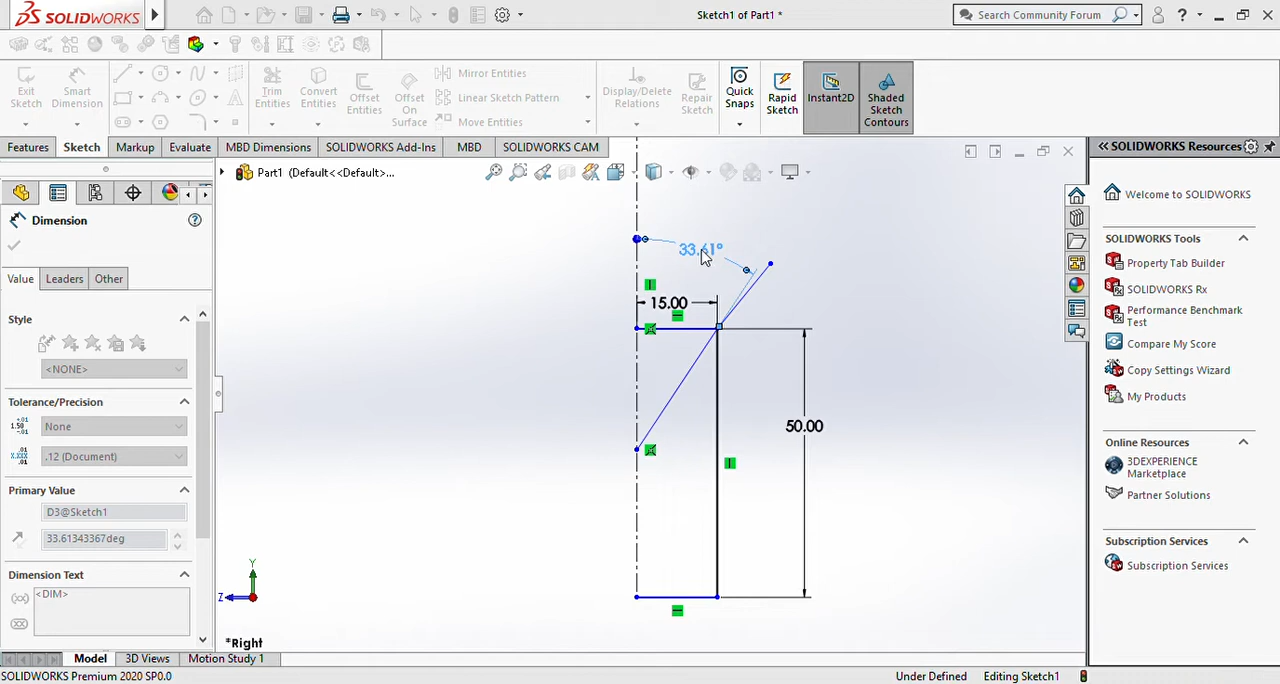 SOLIDWORKS
Sketch1 of Part1 *
Search Community Forum
?
Exit Sketch
Smart Dimension
Trim Entities
Convert Entities
Offset Entities
Offset On Surface
Mirror Entities
Linear Sketch Pattern
Move Entities
Display/Delete Relations
Repair Sketch
Quick Snaps
Rapid Sketch
Instant2D
Shaded Sketch Contours
Features
Sketch
Markup
Evaluate
MBD Dimensions
SOLIDWORKS Add-Ins
MBD
SOLIDWORKS CAM
Part1 (Default<<Default>...
Dimension
Value
Leaders
Other
Style
<NONE>
Tolerance/Precision
None
.12 (Document)
Primary Value
D3@Sketch1
33.61343367deg
Dimension Text
<DIM>
33.61°
15.00
50.00
Y
Z
*Right
SOLIDWORKS Resources
Welcome to SOLIDWORKS
SOLIDWORKS Tools
Property Tab Builder
SOLIDWORKS Rx
Performance Benchmark
Test
Compare My Score
Copy Settings Wizard
My Products
Online Resources
3DEXPERIENCE
Marketplace
Partner Solutions
Subscription Services
Subscription Services
Model
3D Views
Motion Study 1
SOLIDWORKS Premium 2020 SP0.0
Under Defined
Editing Sketch1